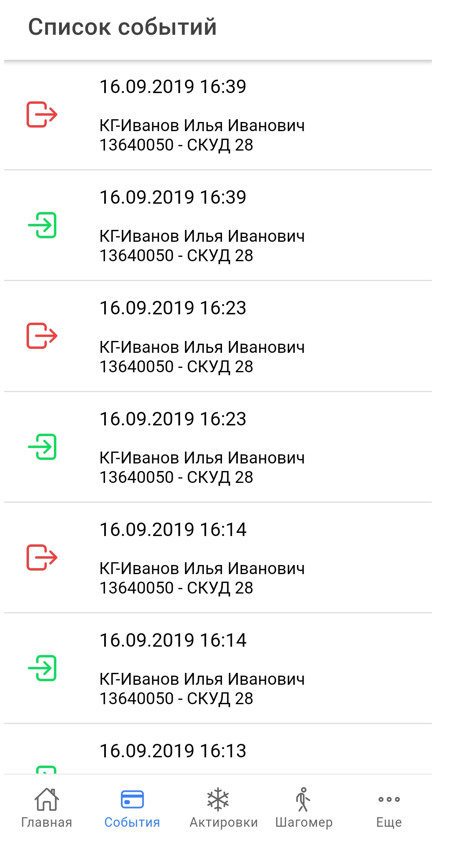 Список событий
16.09.2019 16:39
КГ-Иванов Илья Иванович
13640050 - СКУД 28
16.09.2019 16:39
КГ-Иванов Илья Иванович
13640050 - СКУД 28
16.09.2019 16:23
КГ-Иванов Илья Иванович
13640050 - СКУД 28
16.09.2019 16:23
КГ-Иванов Илья Иванович
13640050 - СКУД 28
16.09.2019 16:14
КГ-Иванов Илья Иванович
13640050 - СКУД 28
16.09.2019 16:14
КГ-Иванов Илья Иванович
13640050 - СКУД 28
16.09.2019 16:13
Главная События Актировки Шагомер Еще